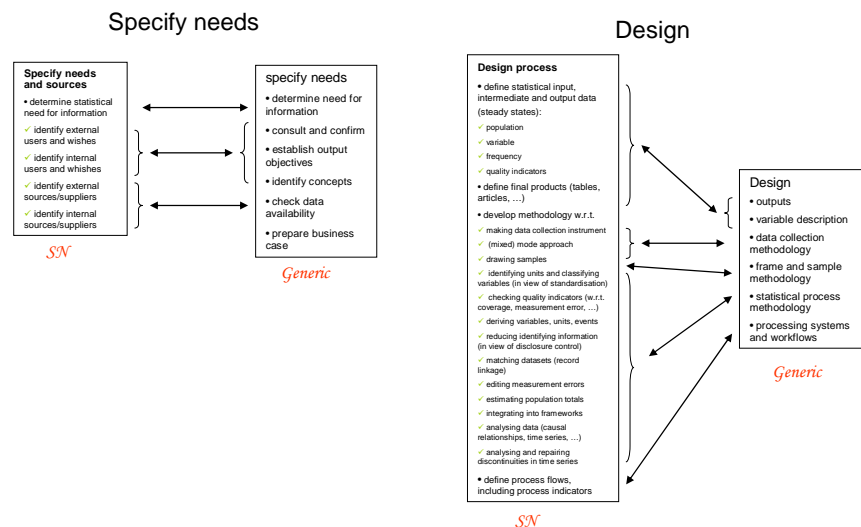 Specify needs
Specify needs
and sources
• determine statistical
need for information
✓ identify external
users and wishes
✓ identify internal
users and whishes
✓ identify external
sources/suppliers
✓ identify internal
sources/suppliers
SN
specify needs
• determine need for
information
• consult and confirm
• establish output
objectives
• identify concepts
• check data
availability
• prepare business
case
Generic
Design
Design process
• define statistical input,
intermediate and output data
(steady states):
✓ population
✓ variable
✓ frequency
✓ quality indicators
• define final products (tables,
articles, ...)
• develop methodology w.r.t.
✓ making data collection instrument
✓ (mixed) mode approach
✓ drawing samples
✓ identifying units and classifying
variables (in view of standardisation)
✓ checking quality indicators (w.r.t.
coverage, measurement error, ...)
✓ deriving variables, units, events
✓ reducing identifying information
(in view of disclosure control)
✓ matching datasets (record
linkage)
✓ editing measurement errors
✓ estimating population totals
✓ integrating into frameworks
✓ analysing data (causal
relationships, time series, ...)
✓ analysing and repairing
discontinuities in time series
• define process flows,
including process indicators
SN
Design
• outputs
• variable description
• data collection
methodology
• frame and sample
methodology
• statistical process
methodology
• processing systems
and workflows
Generic